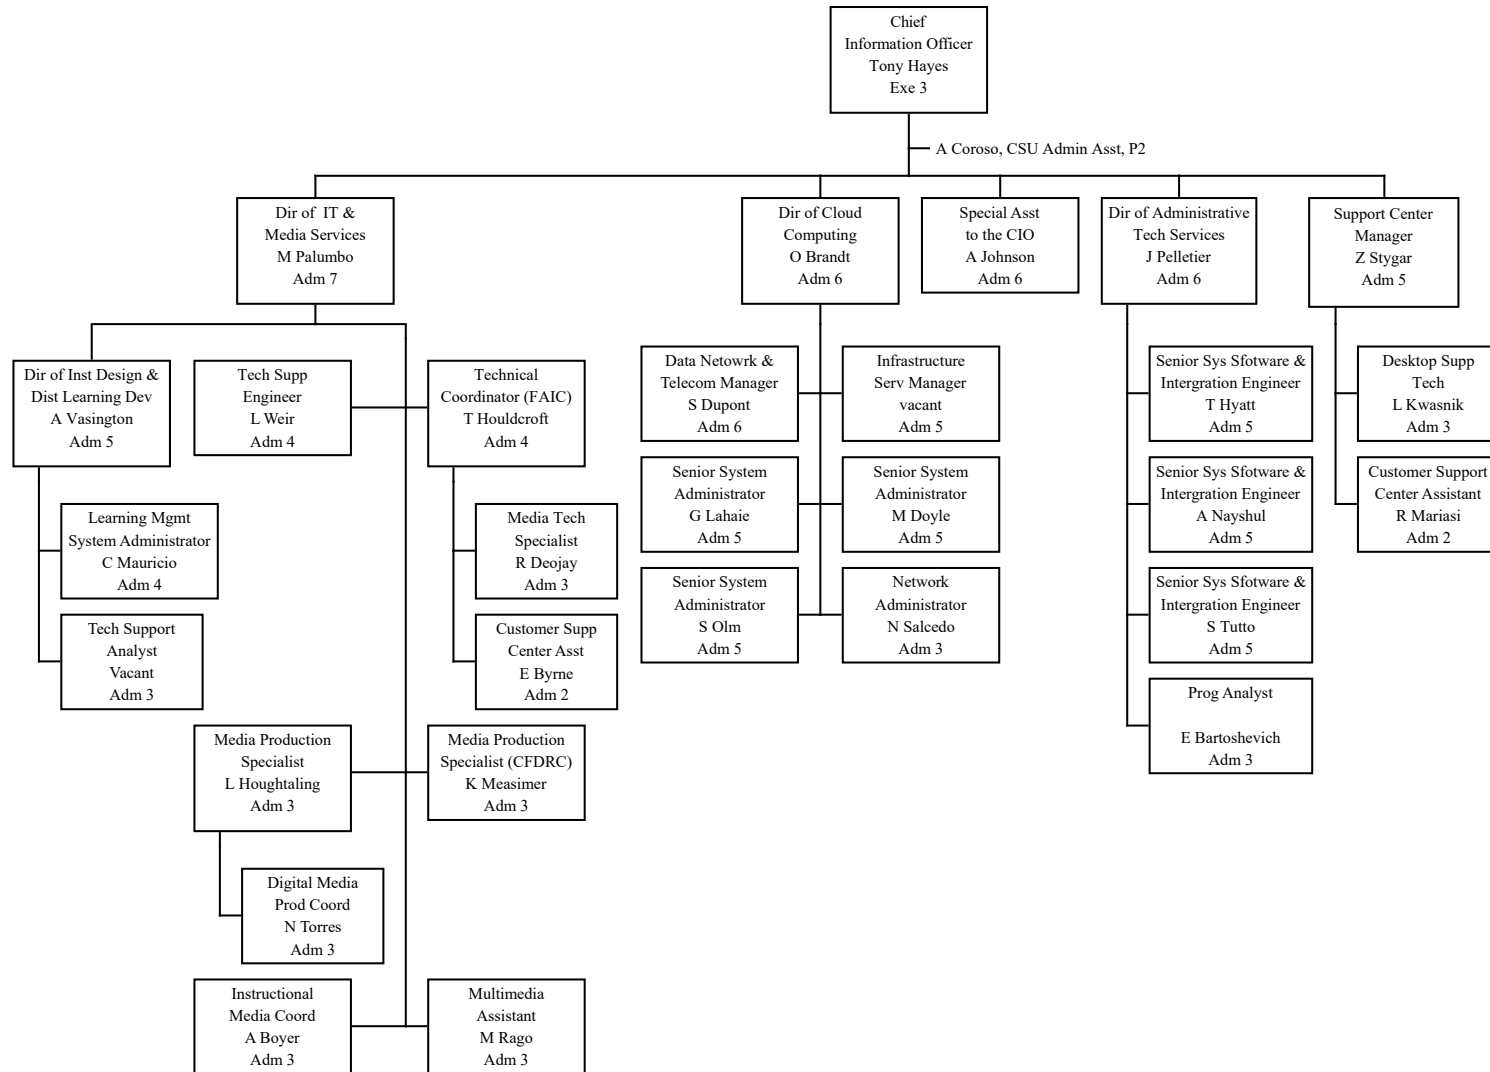 Chief
Information Officer
Tony Hayes
Exe 3
A Coroso, CSU Admin Asst, P2
Dir of IT &
Media Services
M Palumbo
Adm 7
Dir of Cloud
Computing
O Brandt
Adm 6
Special Asst
to the CIO
A Johnson
Adm 6
Dir of Administrative
Tech Services
J Pelletier
Adm 6
Support Center
Manager
Z Stygar
Adm 5
Dir of Inst Design &
Dist Learning Dev
A Vasington
Adm 5
Tech Supp
Engineer
L Weir
Adm 4
Technical
Coordinator (FAIC)
T Houldcroft
Adm 4
Data Netowrk &
Telecom Manager
S Dupont
Adm 6
Infrastructure
Serv Manager
vacant
Adm 5
Senior Sys Sfotware &
Intergration Engineer
T Hyatt
Adm 5
Desktop Supp
Tech
L Kwasnik
Adm 3
Senior System
Administrator
G Lahaie
Adm 5
Senior System
Administrator
M Doyle
Adm 5
Senior Sys Sfotware &
Intergration Engineer
A Nayshul
Adm 5
Customer Support
Center Assistant
R Mariasi
Adm 2
Learning Mgmt
System Administrator
C Mauricio
Adm 4
Media Tech
Specialist
R Deojay
Adm 3
Senior System
Administrator
S Olm
Adm 5
Network
Administrator
N Salcedo
Adm 3
Senior Sys Sfotware &
Intergration Engineer
S Tutto
Adm 5
Tech Support
Analyst
Vacant
Adm 3
Customer Supp
Center Asst
E Byrne
Adm 2
Prog Analyst
E Bartoshevich
Adm 3
Media Production
Specialist
L Houghtaling
Adm 3
Media Production
Specialist (CFDRC)
K Measimer
Adm 3
Digital Media
Prod Coord
N Torres
Adm 3
Instructional
Media Coord
A Boyer
Adm 3
Multimedia
Assistant
M Rago
Adm 3